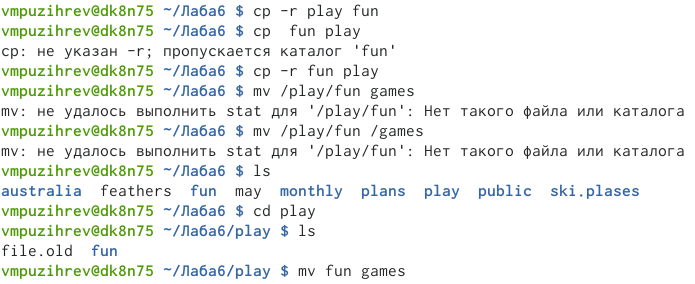 vmpuzihrev@dk8n75 ~/Лаба6 $ cp -r play fun
vmpuzihrev@dk8n75 ~/Лаба6 $ cp  fun play
cp: не указан -r; пропускается каталог 'fun'
vmpuzihrev@dk8n75 ~/Лаба6 $ cp -r fun play
vmpuzihrev@dk8n75 ~/Лаба6 $ mv /play/fun games
mv: не удалось выполнить stat для '/play/fun': Нет такого файла или каталога
vmpuzihrev@dk8n75 ~/Лаба6 $ mv /play/fun /games
mv: не удалось выполнить stat для '/play/fun': Нет такого файла или каталога
vmpuzihrev@dk8n75 ~/Лаба6 $ ls
australia  feathers  fun  may  monthly  plans  play  public  ski.plases
vmpuzihrev@dk8n75 ~/Лаба6 $ cd play
vmpuzihrev@dk8n75 ~/Лаба6/play $ ls
file.old  fun
vmpuzihrev@dk8n75 ~/Лаба6/play $ mv fun games